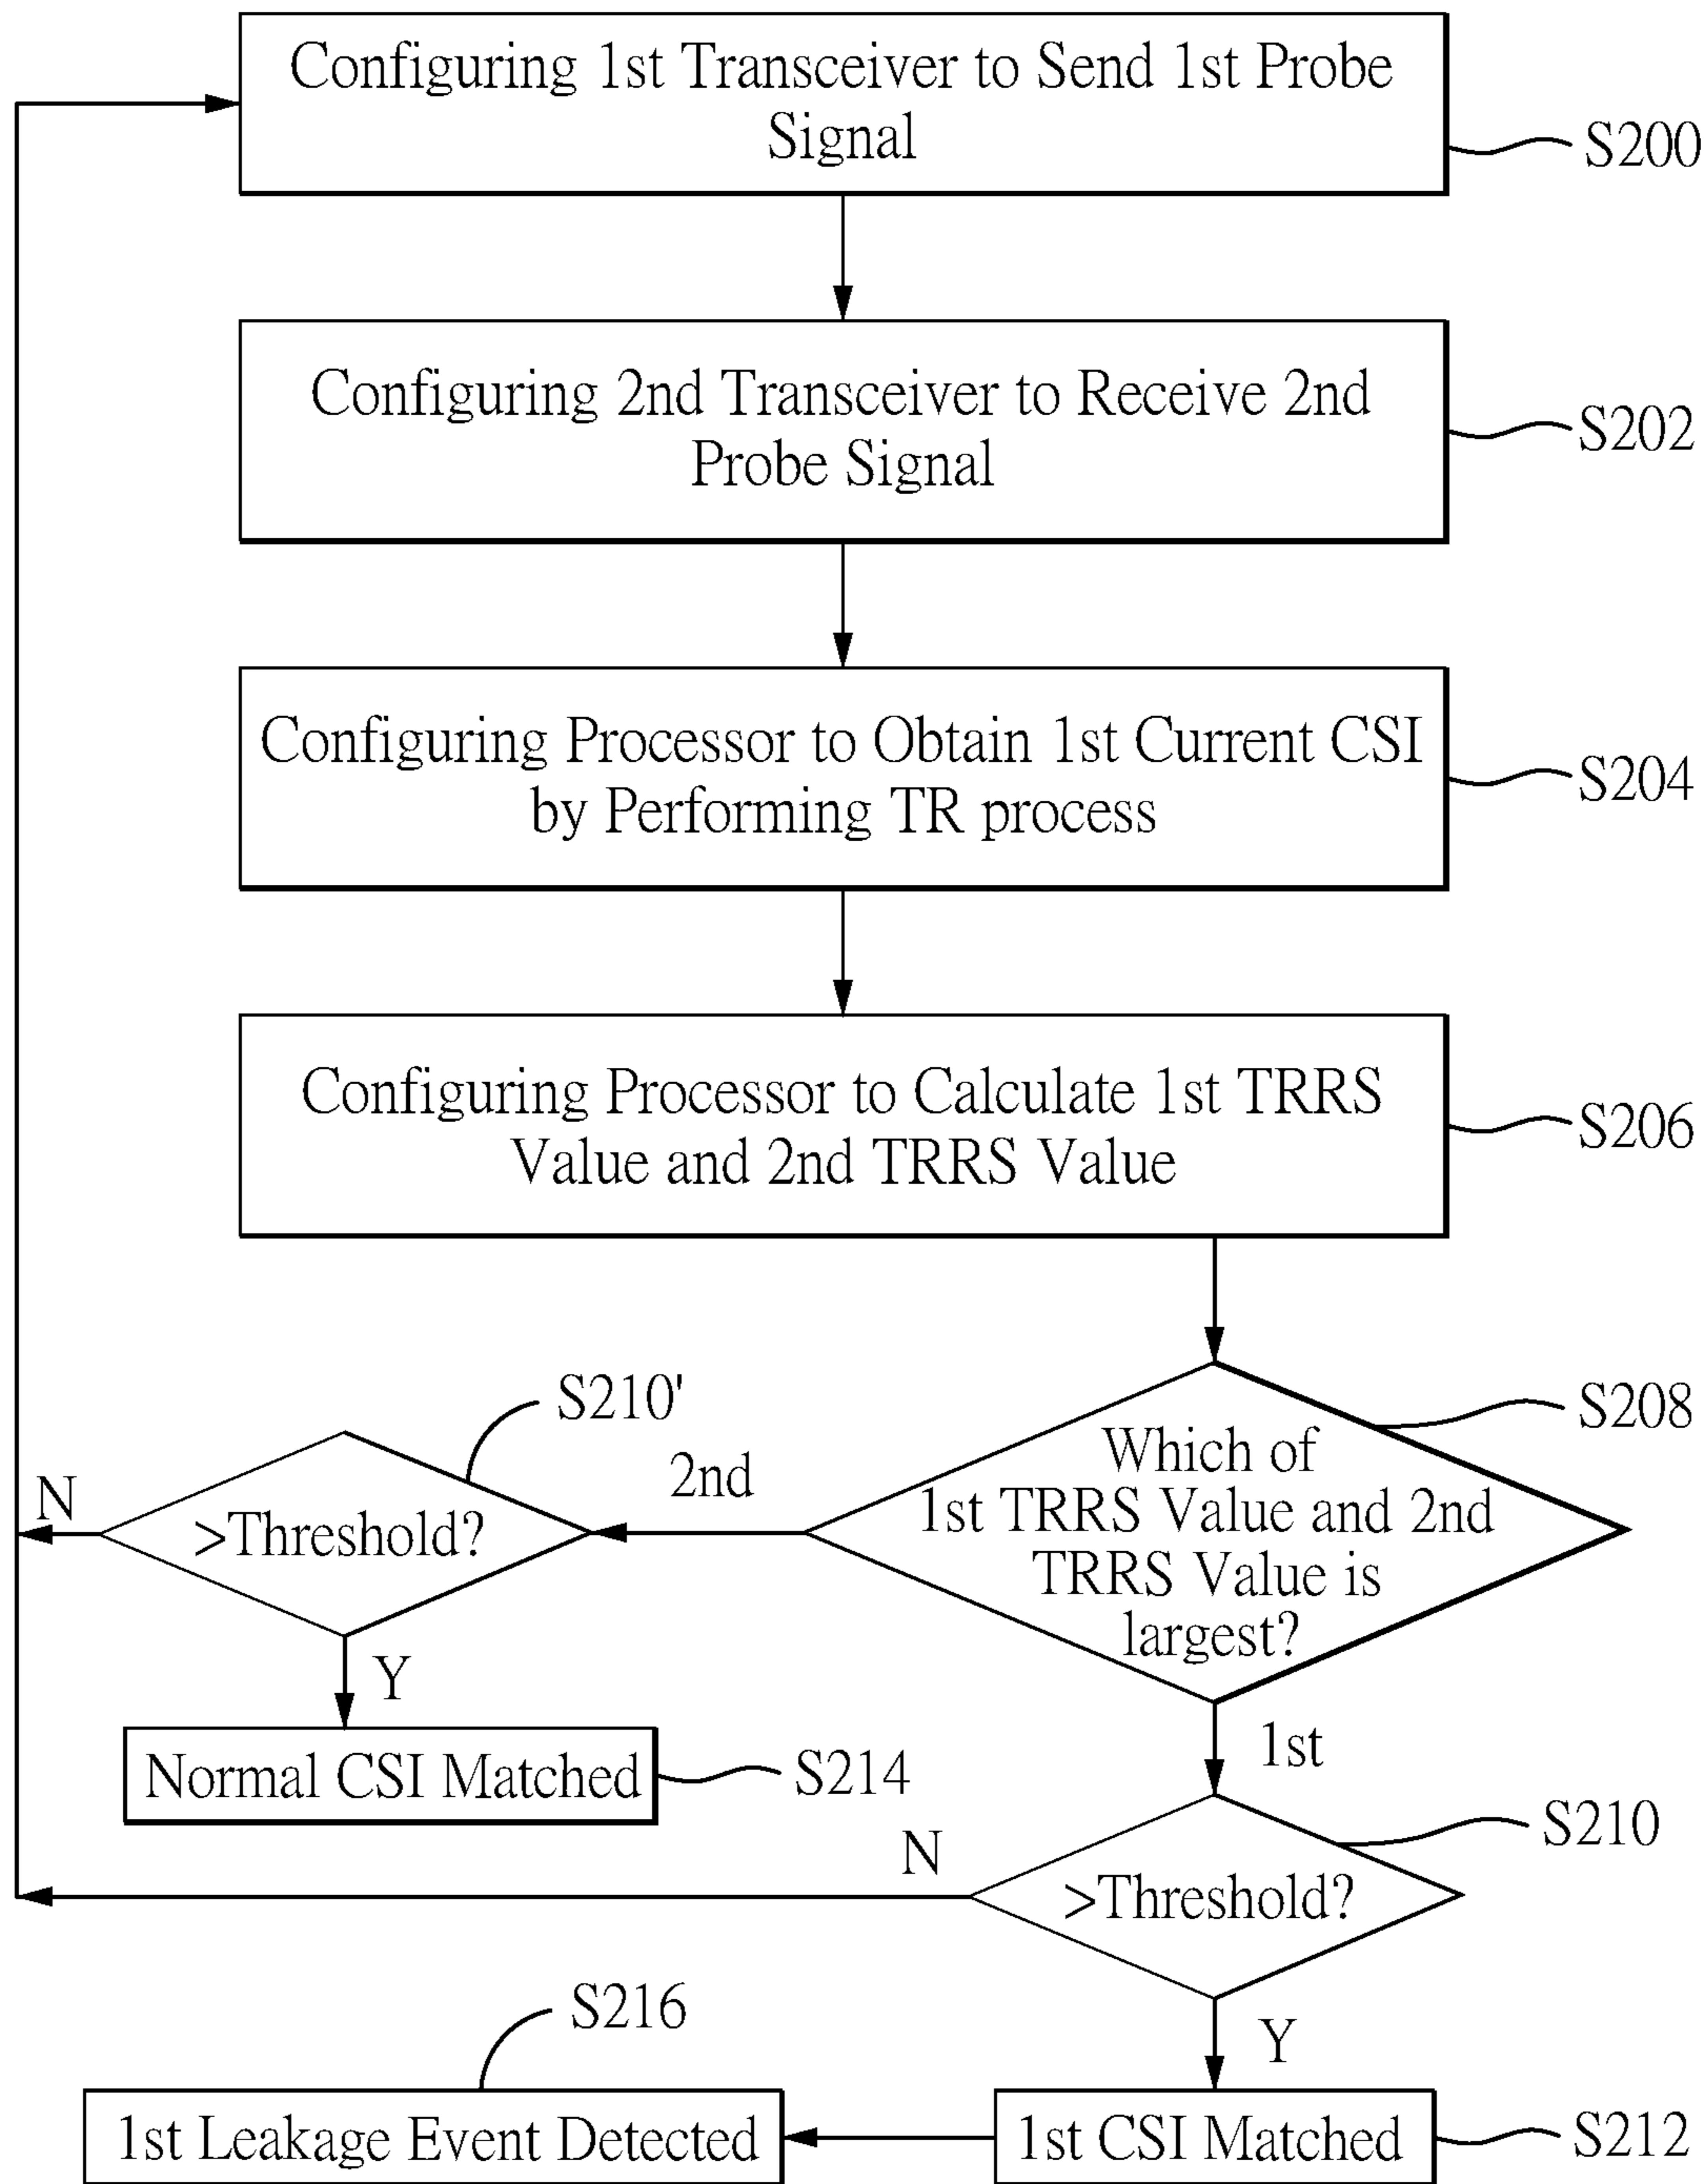 Configuring 1st Transceiver to Send 1st Probe
Signal
S200
Configuring 2nd Transceiver to Receive 2nd
Probe Signal
S202
Configuring Processor to Obtain 1st Current CSI
by Performing TR process
S204
Configuring Processor to Calculate 1st TRRS
Value and 2nd TRRS Value
S206
S208
Which of
1st TRRS Value and 2nd
TRRS Value is
largest?
2nd
S210'
>Threshold?
N
Y
Normal CSI Matched
S214
1st
S210
>Threshold?
N
Y
1st CSI Matched
S212
S216
1st Leakage Event Detected